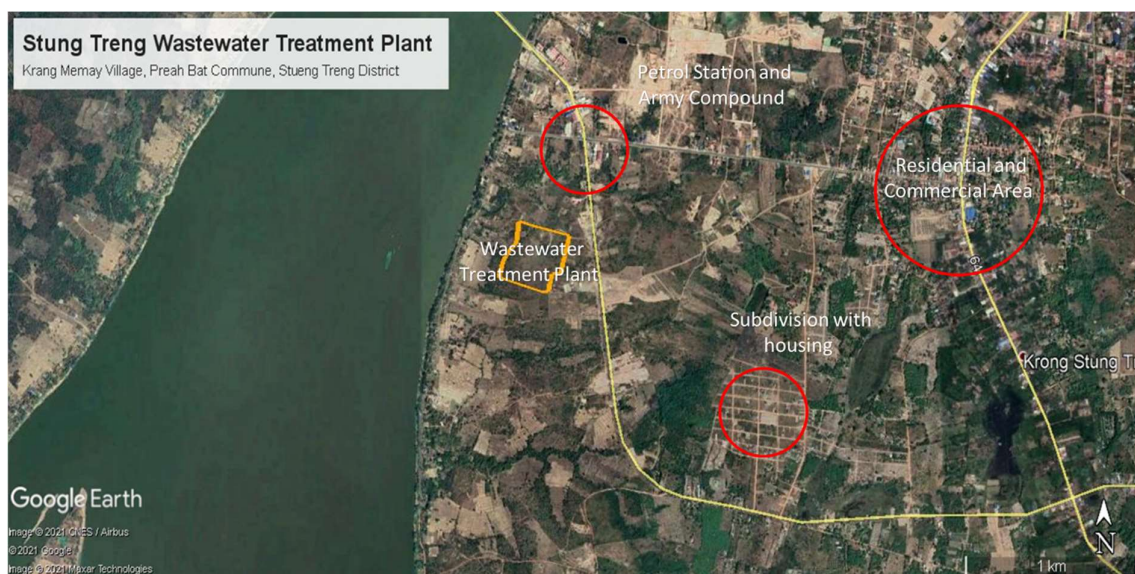 Stung Treng Wastewater Treatment Plant
Krang Memay Village, Preah Bat Commune, Stueng Treng District
Petrol Station and
Army Compound
Residential and
Commercial Area
Wastewater
Treatment Plant
64
Subdivision with
housing
Krong Stung T
Google Earth
Image © 2021 CNES / Airbus
© 2021 Google
Image © 2021 Maxar Technologies
N
1 km